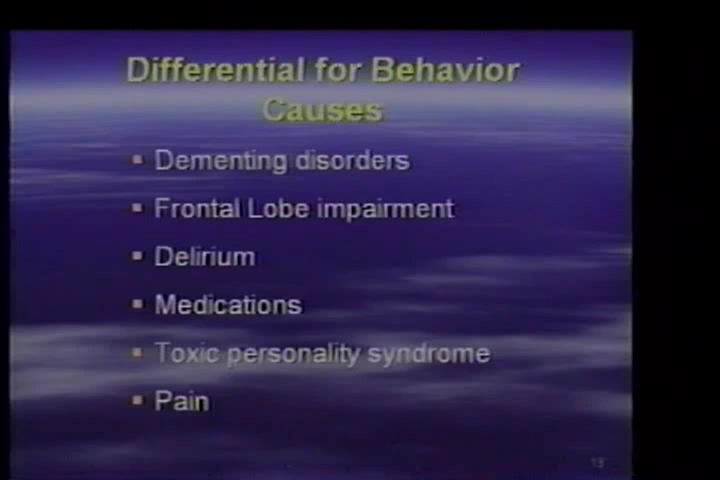 Differential for Behavior
Causes
▪ Dementing disorders
▪ Frontal Lobe impairment
▪ Delirium
▪ Medications
▪ Toxic personality syndrome
▪ Pain